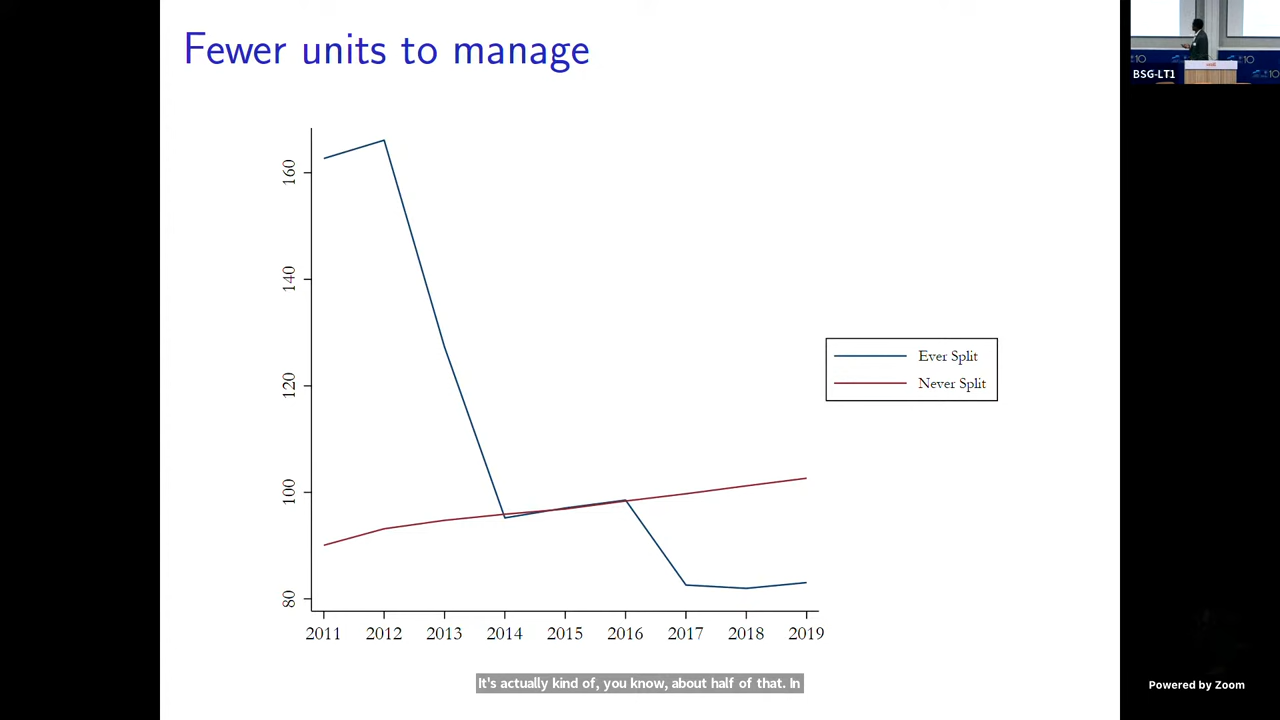 Fewer units to manage
BSG-LT1
160
140
120
100
80
Ever Split
Never Split
2011 2012 2013 2014 2015 2016 2017 2018 2019
It's actually kind of, you know, about half of that. In
Powered by Zoom